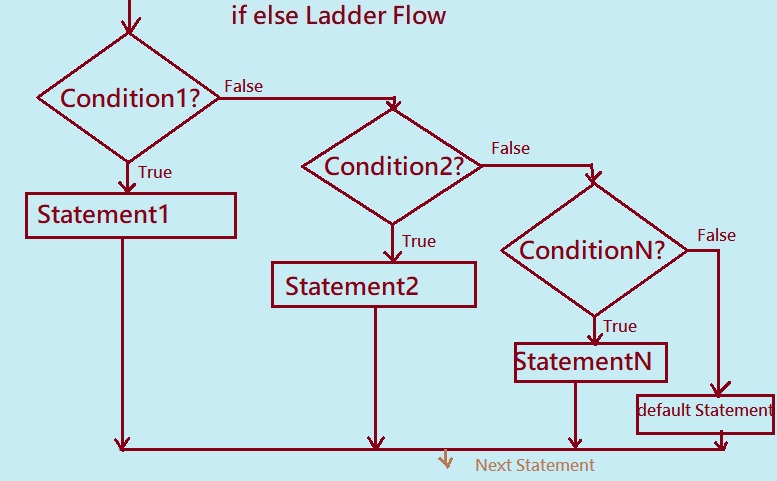 if else Ladder Flow
Condition1?
False
True
Statement1
Condition2?
False
True
Statement2
ConditionN?
False
True
StatementN
default Statement
Next Statement